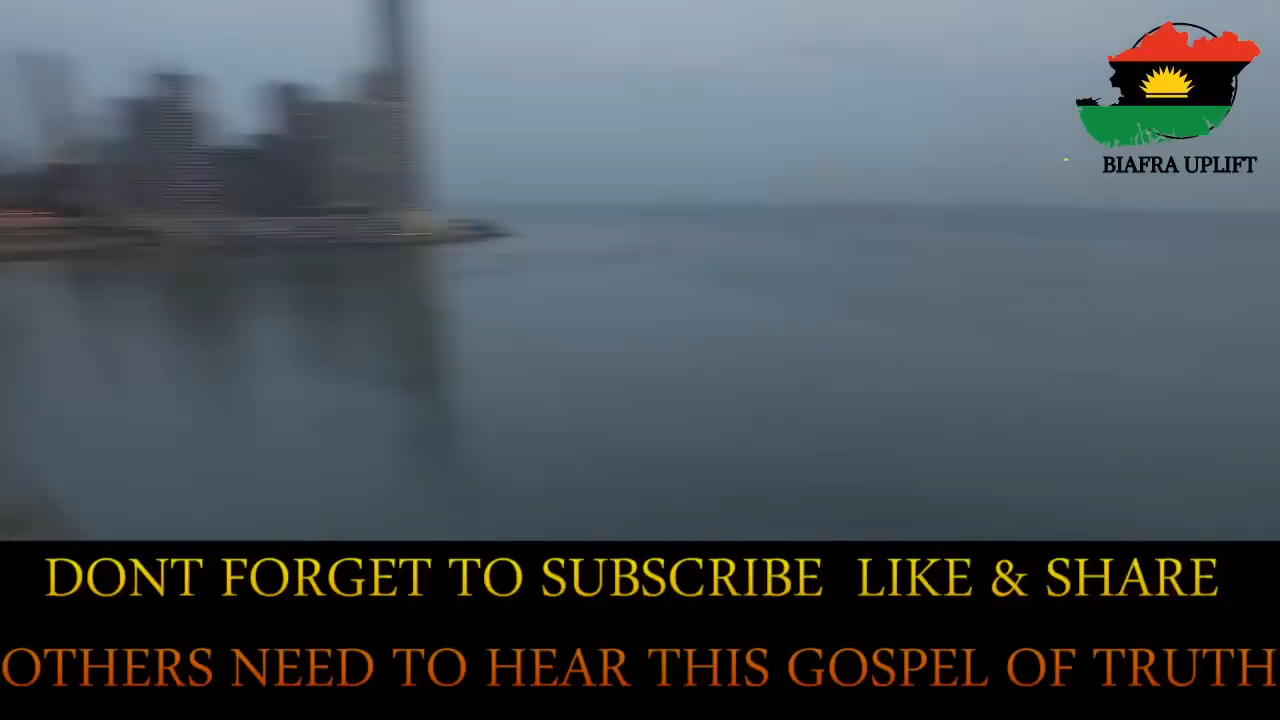 BIAFRA UPLIFT
DONT FORGET TO SUBSCRIBE LIKE & SHARE
OTHERS NEED TO HEAR THIS GOSPEL OF TRUTH